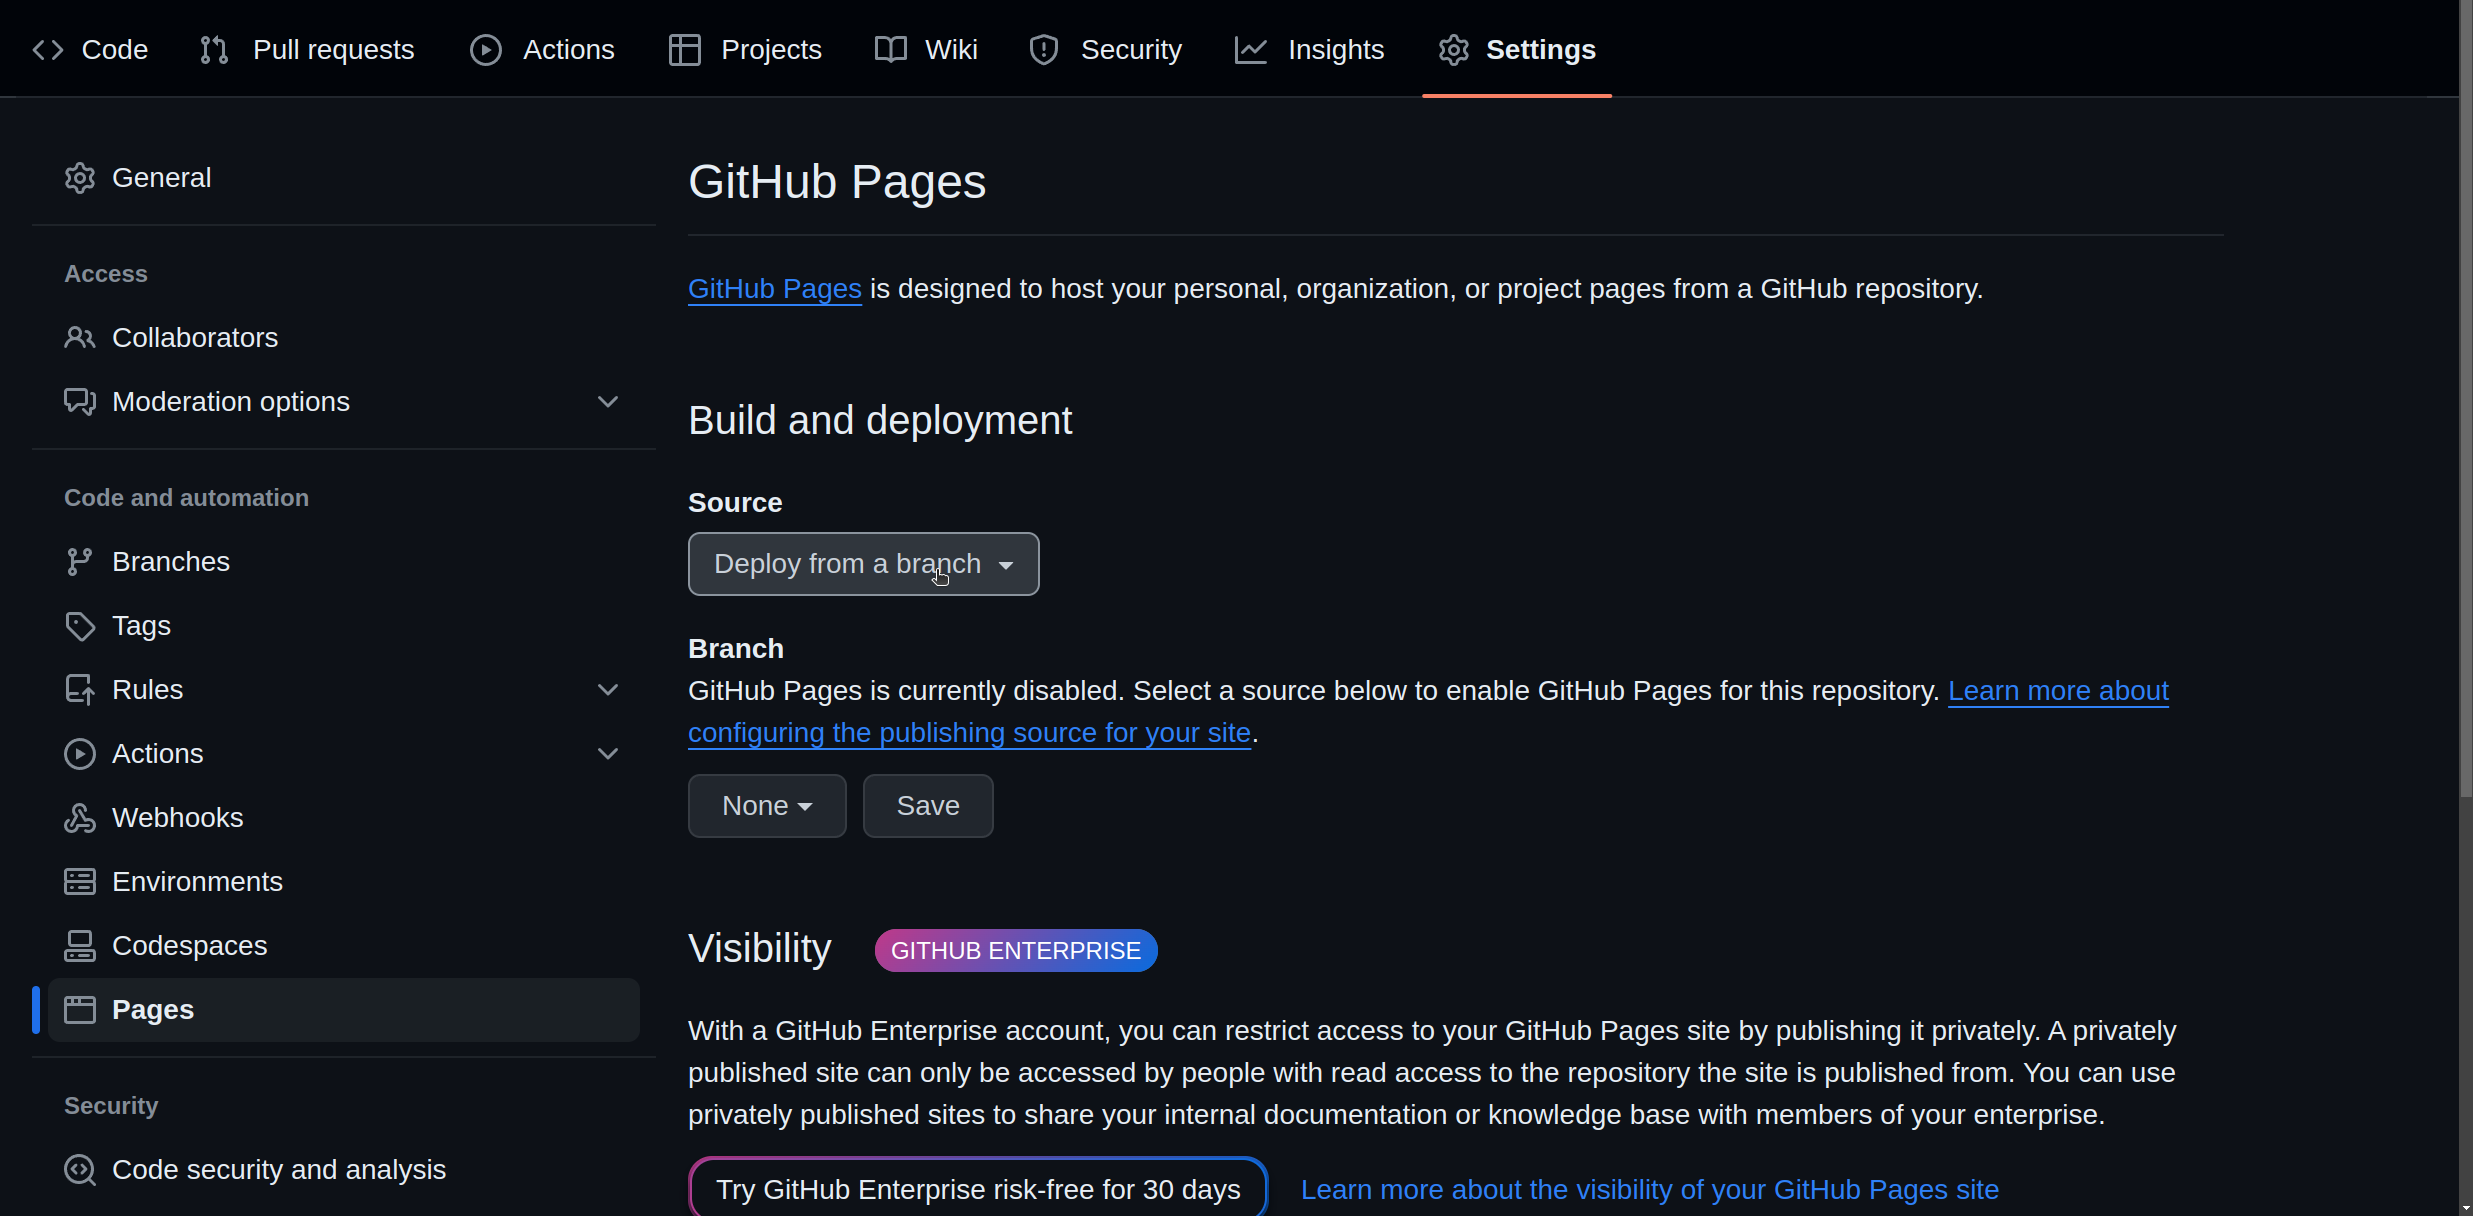 Code Pull requests Actions Projects Wiki Security Insights Settings
General
Access
Collaborators
Moderation options
Code and automation
Branches
Tags
Rules
Actions
Webhooks
Environments
Codespaces
Pages
Security
Code security and analysis
GitHub Pages
GitHub Pages is designed to host your personal, organization, or project pages from a GitHub repository.
Build and deployment
Source
Deploy from a branch
Branch
GitHub Pages is currently disabled. Select a source below to enable GitHub Pages for this repository. Learn more about
configuring the publishing source for your site.
None Save
Visibility GITHUB ENTERPRISE
With a GitHub Enterprise account, you can restrict access to your GitHub Pages site by publishing it privately. A privately
published site can only be accessed by people with read access to the repository the site is published from. You can use
privately published sites to share your internal documentation or knowledge base with members of your enterprise.
Try GitHub Enterprise risk-free for 30 days Learn more about the visibility of your GitHub Pages site